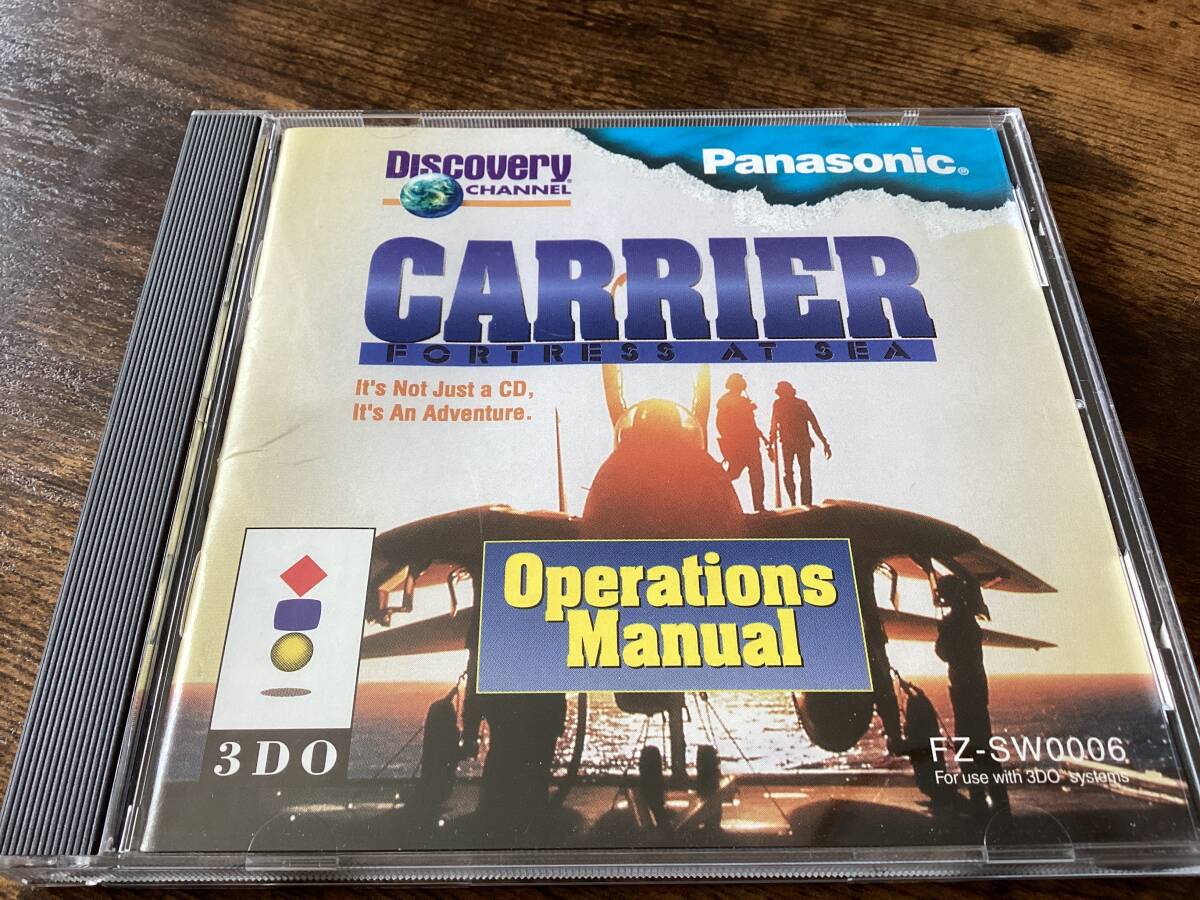 Discovery®
CHANNEL
Panasonic®
CARRIER
FORTRESS AT SEA
It's Not Just a CD,
It's An Adventure.
Operations
Manual
3DO
FZ-SW0006
For use with 3DO systems